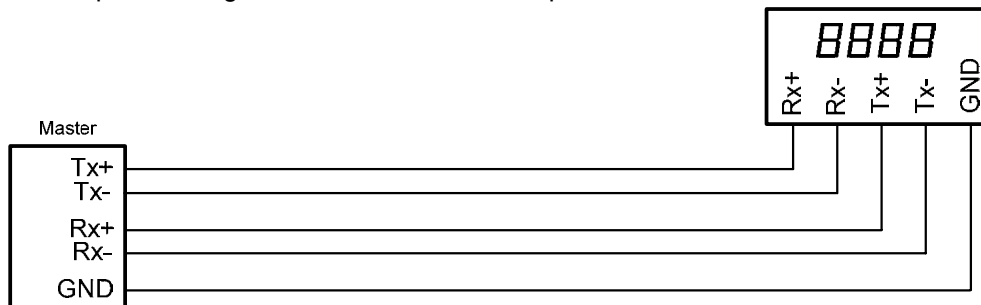 8888
Rx+
Rx-
Tx+
Tx-
GND
Master
Tx+
Tx-
Rx+
Rx-
GND